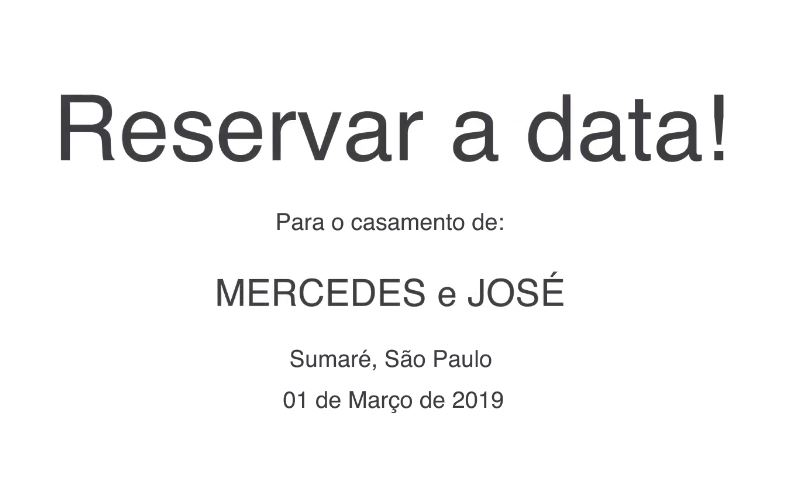 Reservar a data!
Para o casamento de:
MERCEDES e JOSÉ
Sumaré, São Paulo
01 de Março de 2019